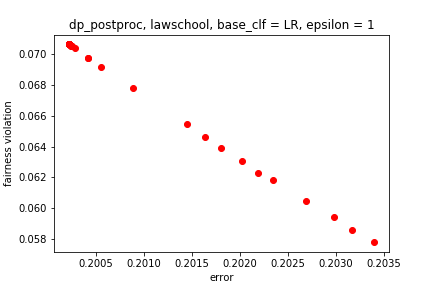 dp_postproc, lawschool, base_clf = LR, epsilon = 1
0.070
0.068
0.066
0.064
0.062
0.060
0.058
fairness violation
0.2005 0.2010 0.2015 0.2020 0.2025 0.2030 0.2035
error